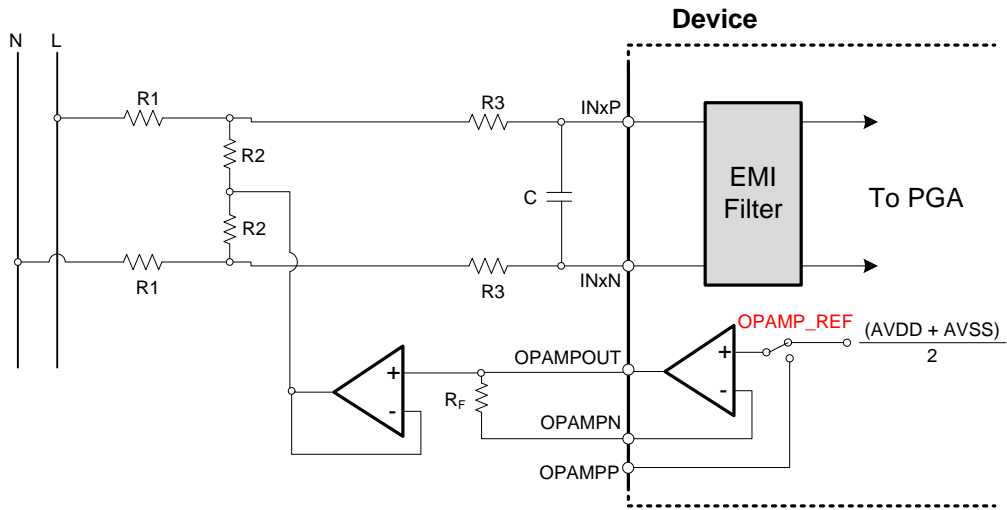 Device
N L
R1
R3
INxP
R2
EMI
Filter
To PGA
C
R2
R1
R3
INxN
OPAMP_REF
(AVDD + AVSS)
2
OPAMPOUT
+
+
-
-
RF
OPAMPN
OPAMPP